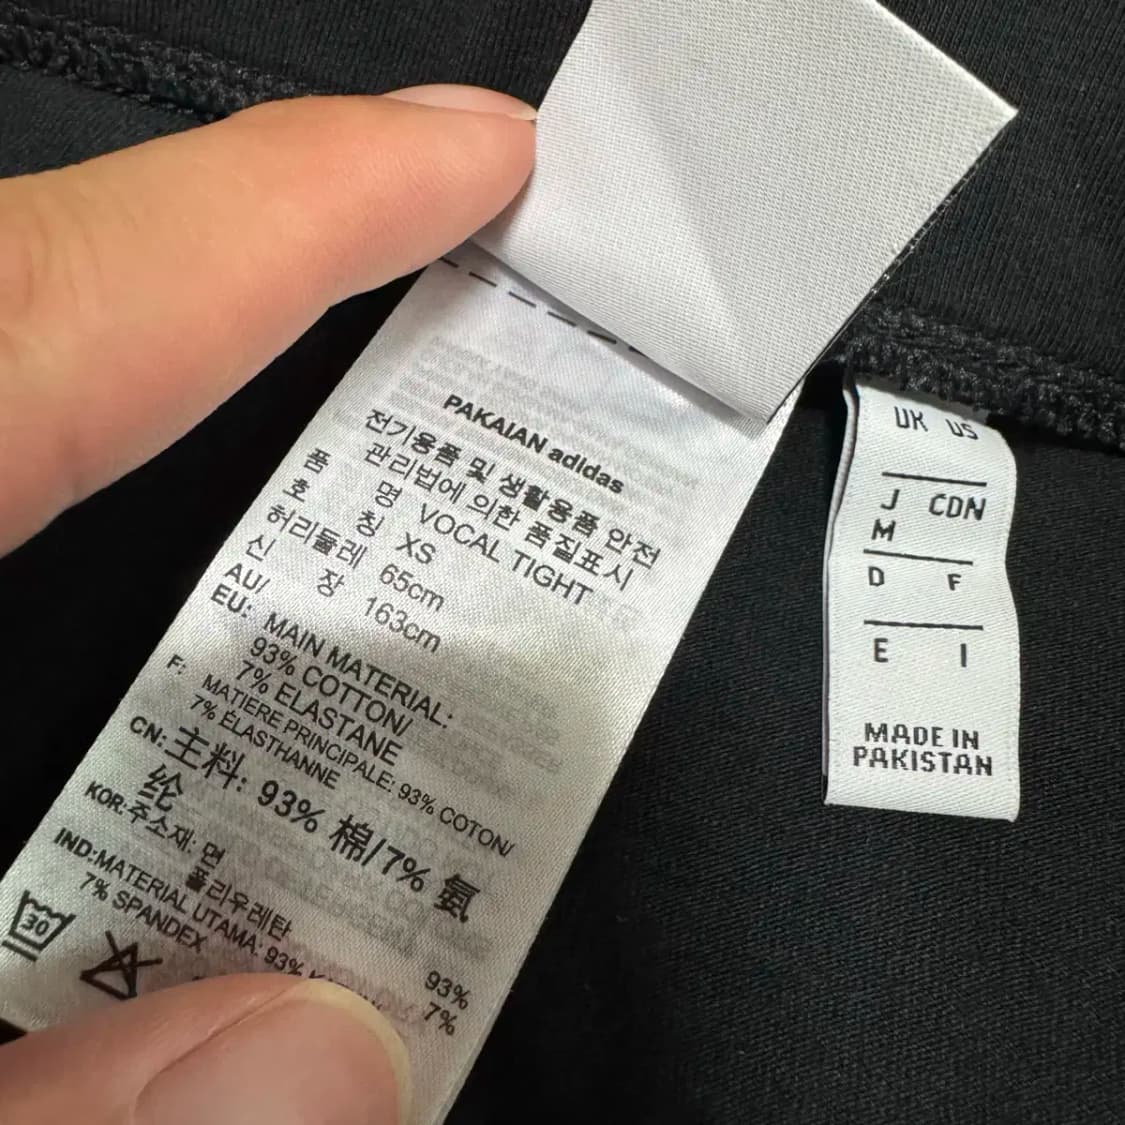 PAKAIAN adidas
전기용품 및 생활용품 안전
관리법에 의한 품질표시
품 명 VOCAL TIGHT
호 칭 XS
허리둘레 65cm
신 장 163cm
AU/
EU: MAIN MATERIAL:
93% COTTON/
7% ELASTANE
F: MATIERE PRINCIPALE: 93% COTON/
7% ÉLASTHANNE
CN: 主料: 93% 棉/7% 氨
纶
KOR: 주소재: 면 93%
폴리우레탄 7%
IND: MATERIAL UTAMA: 93%
7% SPANDEX
30
UK US
J CDN
M
D F
E I
MADE IN
PAKISTAN